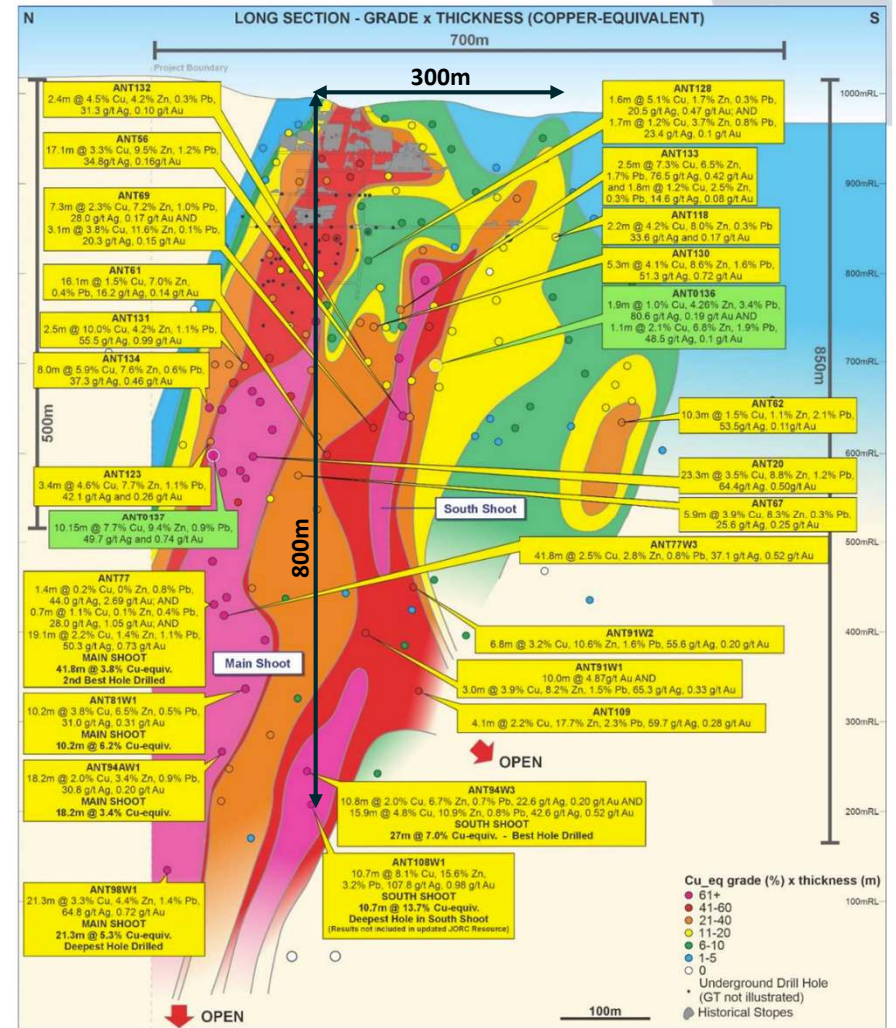 N
LONG SECTION - GRADE x THICKNESS (COPPER-EQUIVALENT)
S
700m
Project Boundary
300m
1000mRL
900mRL
800mRL
700mRL
600mRL
500mRL
400mRL
300mRL
200mRL
100mRL
850m
500m
800m
ANT132
2.4m @ 4.5% Cu, 4.2% Zn, 0.3% Pb,
31.3 g/t Ag, 0.10 g/t Au
ANT56
17.1m @ 3.3% Cu, 9.5% Zn, 1.2% Pb,
34.8g/t Ag, 0.16g/t Au
ANT69
7.3m @ 2.3% Cu, 7.2% Zn, 1.0% Pb,
28.0 g/t Ag, 0.17 g/t Au AND
3.1m @ 3.8% Cu, 11.6% Zn, 0.1% Pb,
20.3 g/t Ag, 0.15 g/t Au
ANT61
16.1m @ 1.5% Cu, 7.0% Zn,
0.4% Pb, 16.2 g/t Ag, 0.14 g/t Au
ANT131
2.5m @ 10.0% Cu, 4.2% Zn, 1.1% Pb,
55.5 g/t Ag, 0.99 g/t Au
ANT134
8.0m @ 5.9% Cu, 7.6% Zn, 0.6% Pb,
37.3 g/t Ag, 0.46 g/t Au
ANT123
3.4m @ 4.6% Cu, 7.7% Zn, 1.1% Pb,
42.1 g/t Ag and 0.26 g/t Au
ANT0137
10.15m @ 7.7% Cu, 9.4% Zn, 0.9% Pb,
49.7 g/t Ag and 0.74 g/t Au
ANT77
1.4m @ 0.2% Cu, 0% Zn, 0.8% Pb,
44.0 g/t Ag, 2.69 g/t Au; AND
0.7m @ 1.1% Cu, 0.1% Zn, 0.4% Pb,
28.0 g/t Ag, 1.05 g/t Au; AND
19.1m @ 2.2% Cu, 1.4% Zn, 1.1% Pb,
50.3 g/t Ag, 0.73 g/t Au
MAIN SHOOT
41.8m @ 3.8% Cu-equiv.
2nd Best Hole Drilled
ANT81W1
10.2m @ 3.8% Cu, 6.5% Zn, 0.5% Pb,
31.0 g/t Ag, 0.31 g/t Au
MAIN SHOOT
10.2m @ 6.2% Cu-equiv.
ANT94AW1
18.2m @ 2.0% Cu, 3.4% Zn, 0.9% Pb,
30.8 g/t Ag, 0.20 g/t Au
MAIN SHOOT
18.2m @ 3.4% Cu-equiv.
ANT98W1
21.3m @ 3.3% Cu, 4.4% Zn, 1.4% Pb,
64.8 g/t Ag, 0.72 g/t Au
MAIN SHOOT
21.3m @ 5.3% Cu-equiv.
Deepest Hole Drilled
OPEN
ANT128
1.6m @ 5.1% Cu, 1.7% Zn, 0.3% Pb,
20.5 g/t Ag, 0.47 g/t Au; AND
1.7m @ 1.2% Cu, 3.7% Zn, 0.8% Pb,
23.4 g/t Ag, 0.1 g/t Au
ANT133
2.5m @ 7.3% Cu, 6.5% Zn,
1.7% Pb, 76.5 g/t Ag, 0.42 g/t Au
and 1.8m @ 1.2% Cu, 2.5% Zn,
0.3% Pb, 14.6 g/t Ag, 0.08 g/t Au
ANT118
2.2m @ 4.2% Cu, 8.0% Zn, 0.3% Pb
33.6 g/t Ag and 0.17 g/t Au
ANT130
5.3m @ 4.1% Cu, 8.6% Zn, 1.6% Pb,
51.3 g/t Ag, 0.72 g/t Au
ANT0136
1.9m @ 1.0% Cu, 4.26% Zn, 3.4% Pb,
80.6 g/t Ag, 0.19 g/t Au AND
1.1m @ 2.1% Cu, 6.8% Zn, 1.9% Pb,
48.5 g/t Ag, 0.1 g/t Au
ANT62
10.3m @ 1.5% Cu, 1.1% Zn, 2.1% Pb,
53.5g/t Ag, 0.11g/t Au
ANT20
23.3m @ 3.5% Cu, 8.8% Zn, 1.2% Pb,
64.4g/t Ag, 0.50g/t Au
ANT67
5.9m @ 3.9% Cu, 8.3% Zn, 0.3% Pb,
25.6 g/t Ag, 0.25 g/t Au
ANT77W3
41.8m @ 2.5% Cu, 2.8% Zn, 0.8% Pb, 37.1 g/t Ag, 0.52 g/t Au
South Shoot
Main Shoot
ANT91W2
6.8m @ 3.2% Cu, 10.6% Zn, 1.6% Pb, 55.6 g/t Ag, 0.20 g/t Au
ANT91W1
10.0m @ 4.87g/t Au AND
3.0m @ 3.9% Cu, 8.2% Zn, 1.5% Pb, 65.3 g/t Ag, 0.33 g/t Au
ANT109
4.1m @ 2.2% Cu, 17.7% Zn, 2.3% Pb, 59.7 g/t Ag, 0.28 g/t Au
OPEN
ANT94W3
10.8m @ 2.0% Cu, 6.7% Zn, 0.7% Pb, 22.6 g/t Ag, 0.20 g/t Au AND
15.9m @ 4.8% Cu, 10.9% Zn, 0.8% Pb, 42.6 g/t Ag, 0.52 g/t Au
SOUTH SHOOT
27m @ 7.0% Cu-equiv. - Best Hole Drilled
ANT108W1
10.7m @ 8.1% Cu, 15.6% Zn,
3.2% Pb, 107.8 g/t Ag, 0.98 g/t Au
SOUTH SHOOT
10.7m @ 13.7% Cu-equiv.
Deepest Hole in South Shoot
(Results not included in updated JORC Resource)
Cu_eq grade (%) x thickness (m)
61+
41-60
21-40
11-20
6-10
1-5
0
Underground Drill Hole
(GT not illustrated)
Historical Stopes
100m